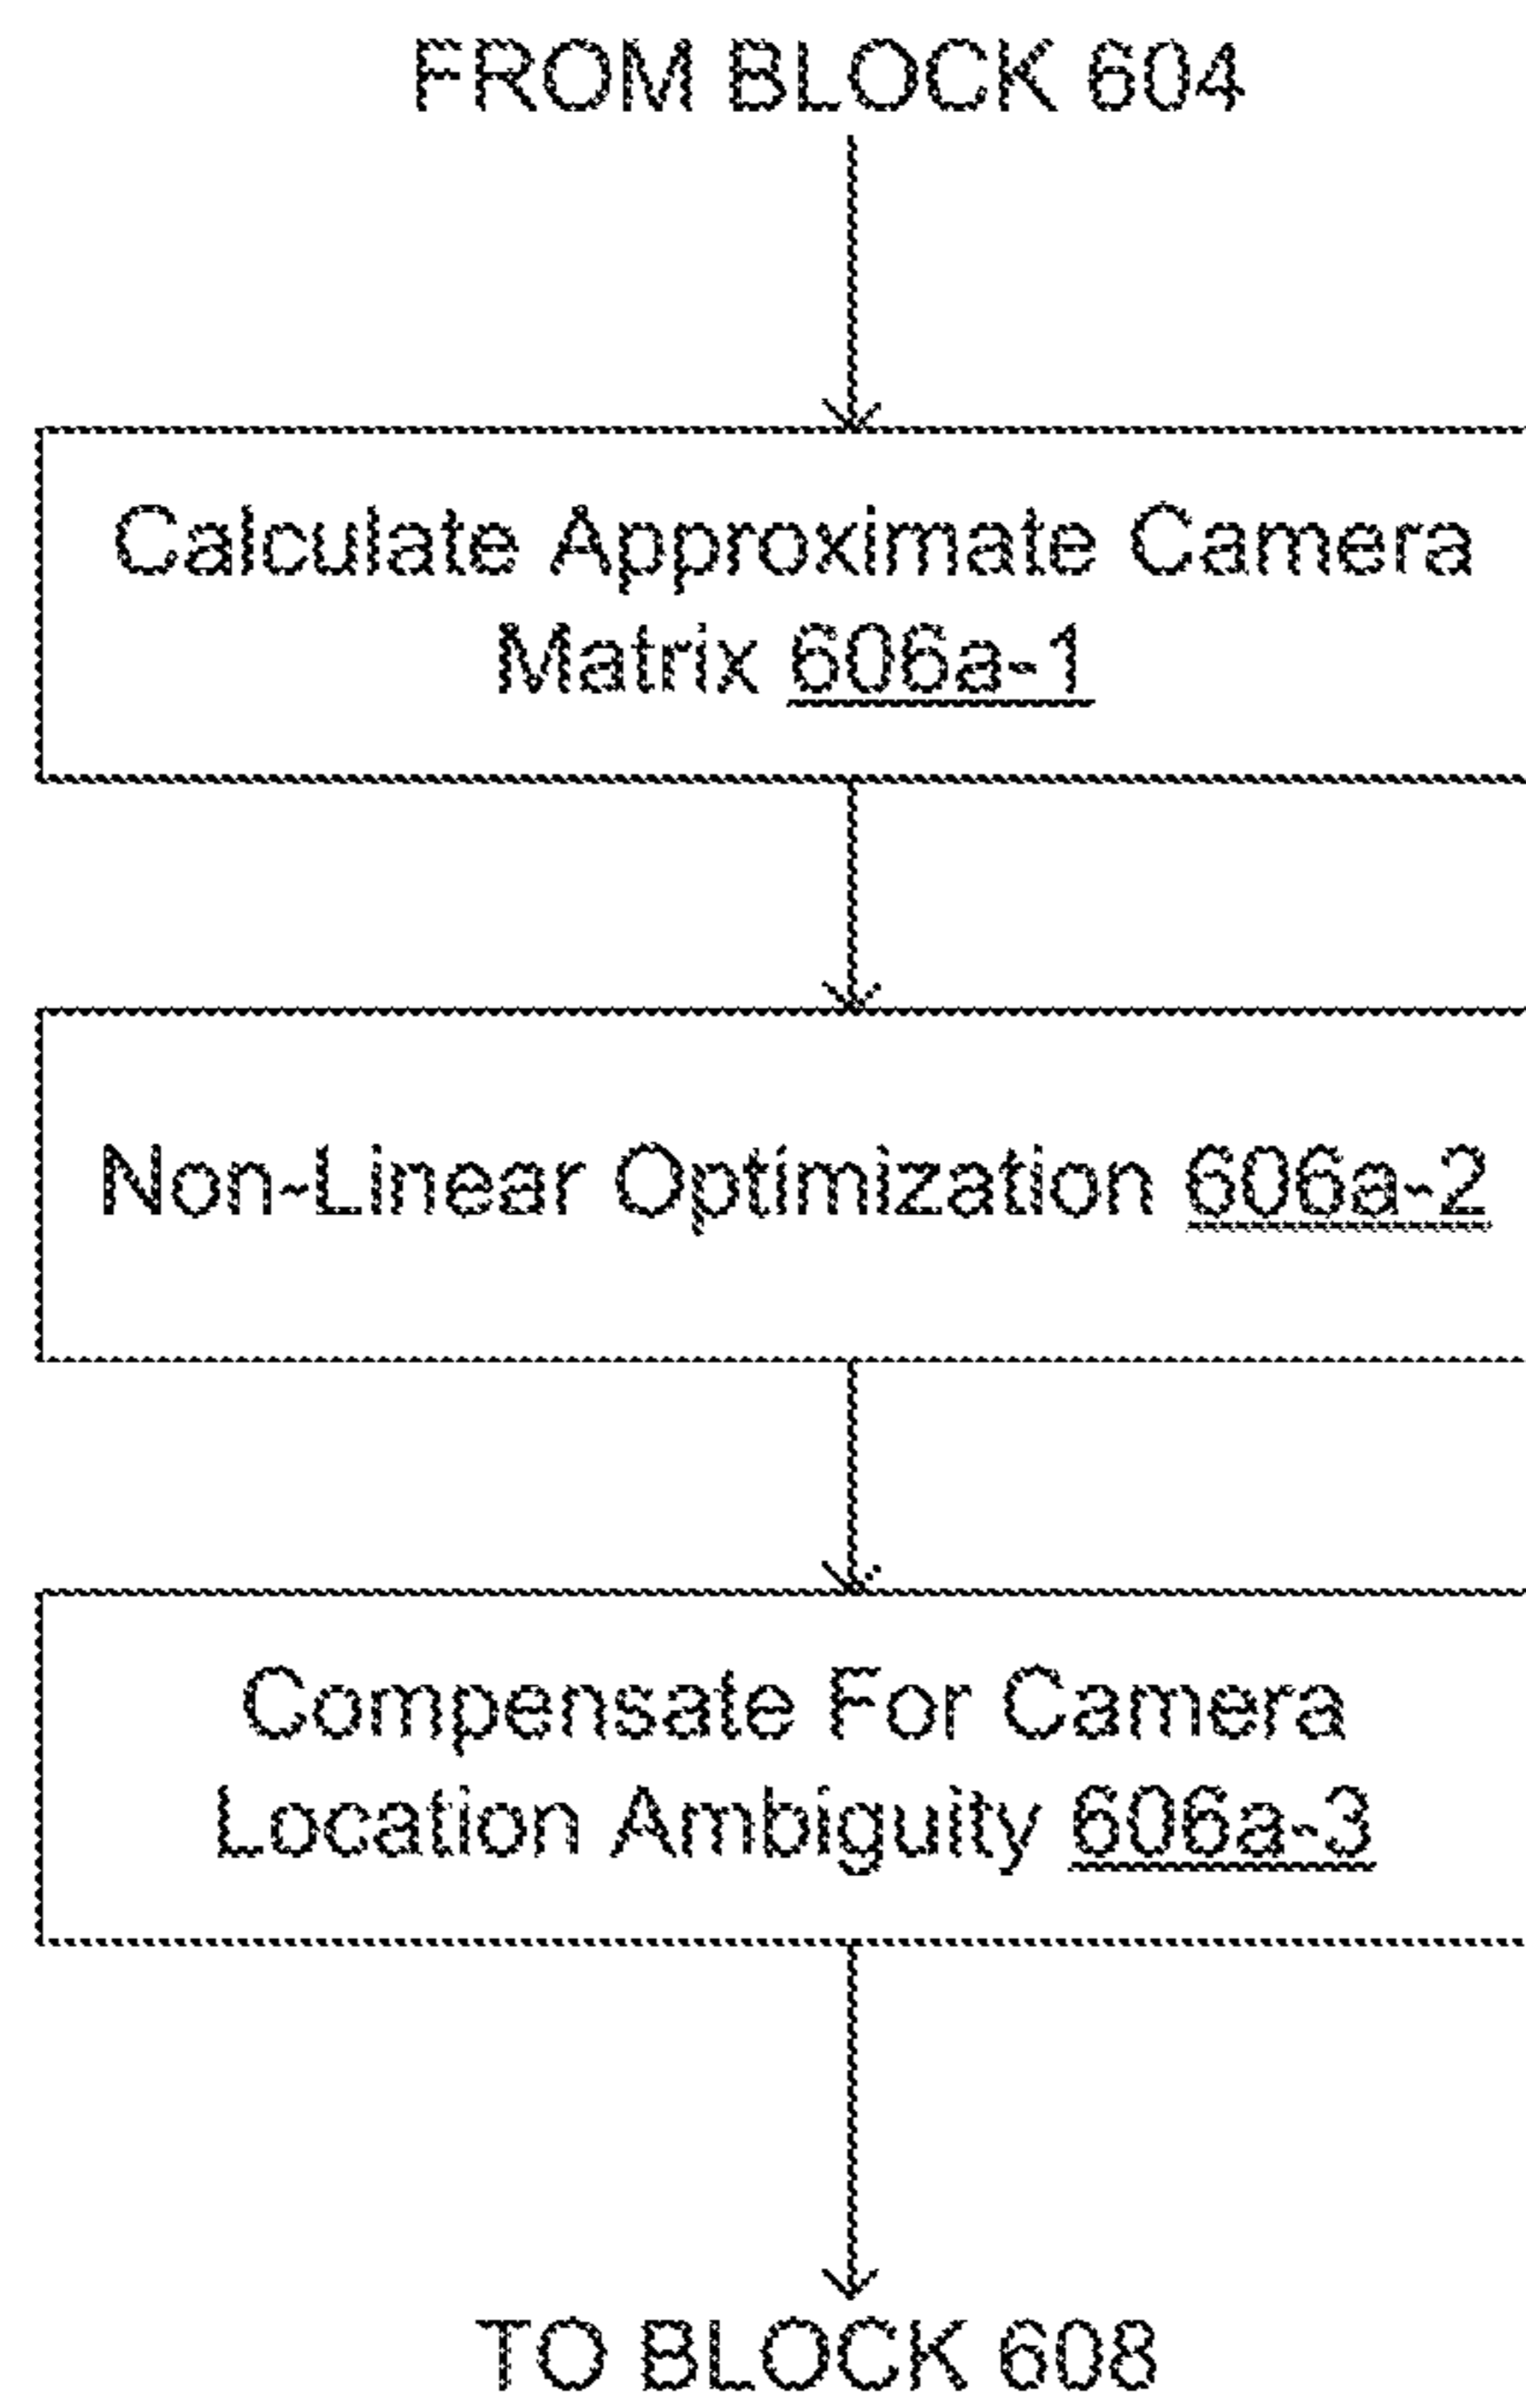 FROM BLOCK 604
Calculate Approximate Camera
Matrix 606a-1
Non-Linear Optimization 606a-2
Compensate For Camera
Location Ambiguity 606a-3
TO BLOCK 608